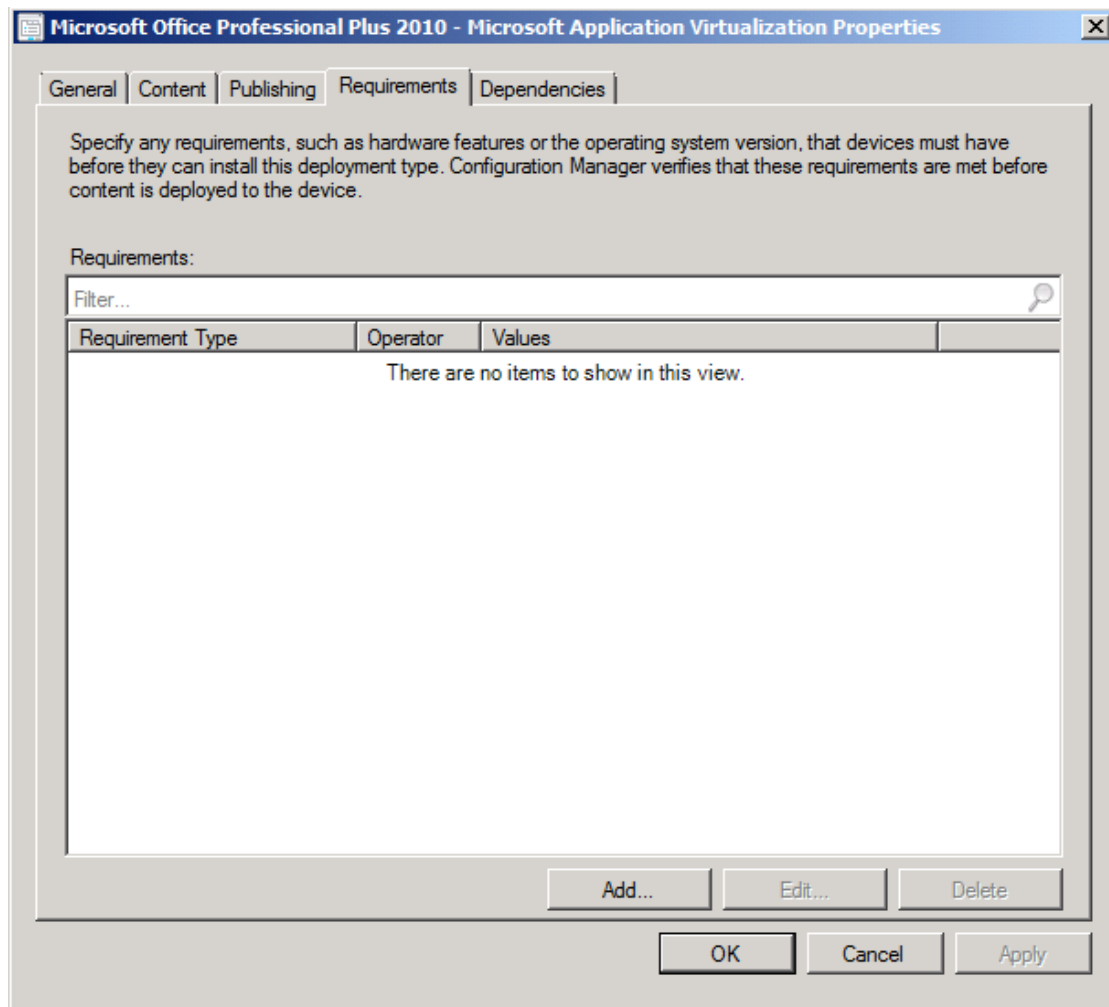 Microsoft Office Professional Plus 2010 - Microsoft Application Virtualization Properties
General Content Publishing Requirements Dependencies
Specify any requirements, such as hardware features or the operating system version, that devices must have
before they can install this deployment type. Configuration Manager verifies that these requirements are met before
content is deployed to the device.
Requirements:
Filter...
Requirement Type Operator Values
There are no items to show in this view.
Add... Edit... Delete
OK Cancel Apply